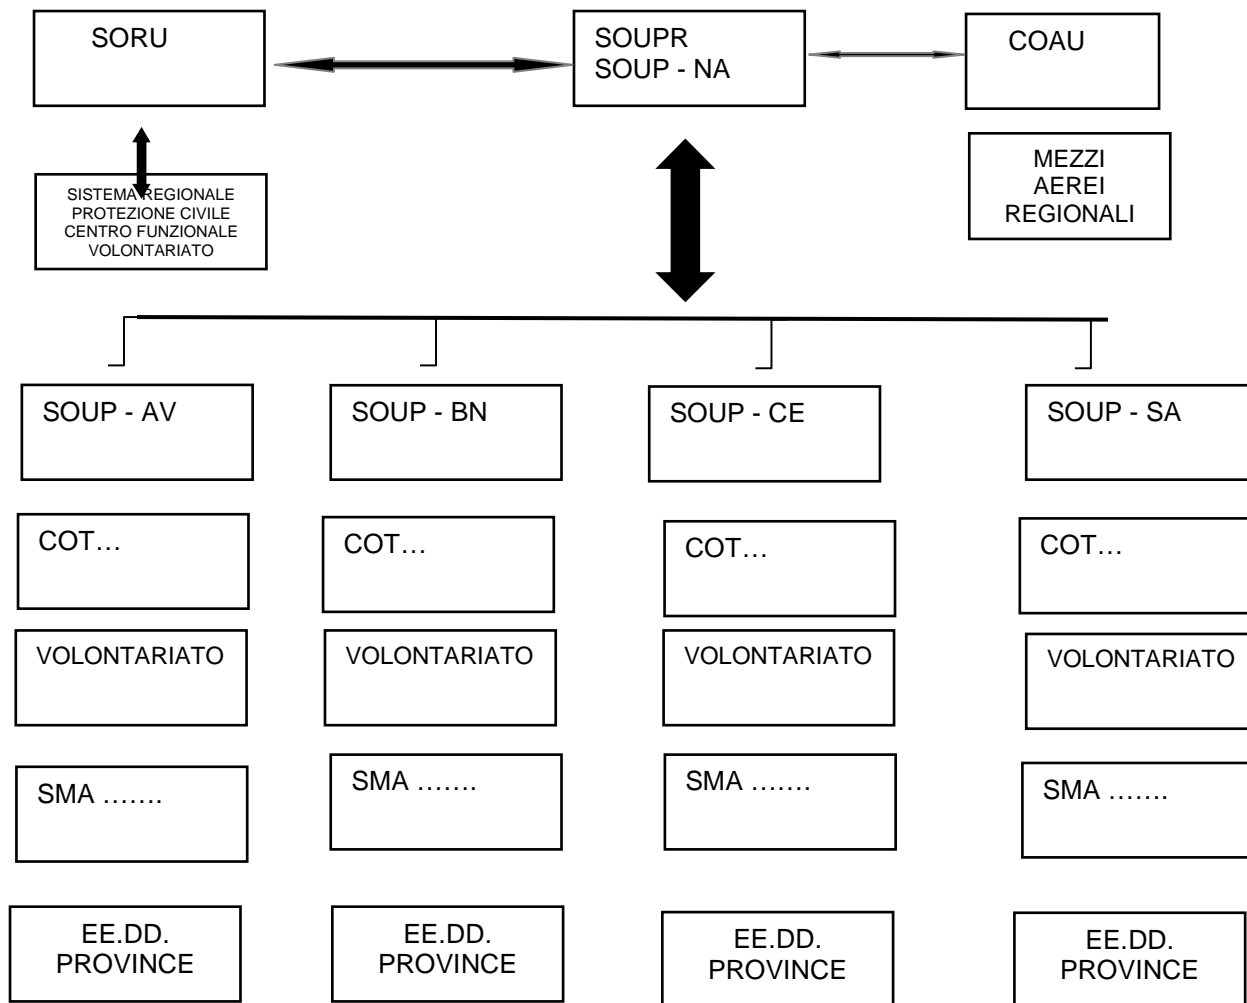 SORU
SOUPR
SOUP - NA
COAU
SISTEMA REGIONALE
PROTEZIONE CIVILE
CENTRO FUNZIONALE
VOLONTARIATO
MEZZI
AEREI
REGIONALI
SOUP - AV
SOUP - BN
SOUP - CE
SOUP - SA
COT…
COT…
COT…
COT…
VOLONTARIATO
VOLONTARIATO
VOLONTARIATO
VOLONTARIATO
SMA …….
SMA …….
SMA …….
SMA …….
EE.DD.
PROVINCE
EE.DD.
PROVINCE
EE.DD.
PROVINCE
EE.DD.
PROVINCE